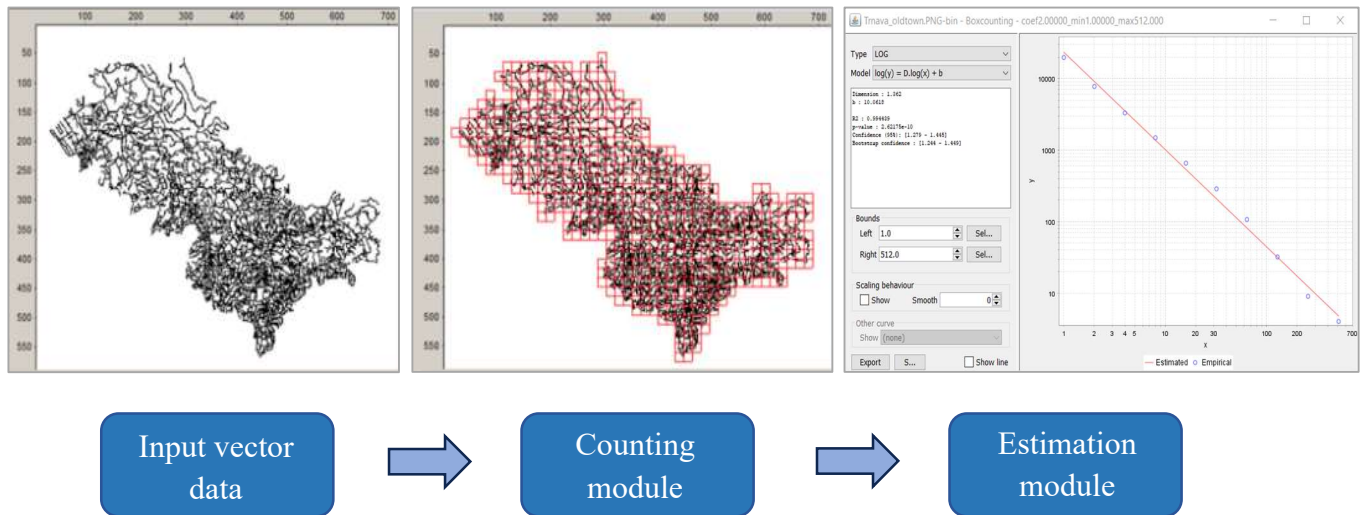 100 200 300 400 500 600 700
50
100
150
200
250
300
350
400
450
500
550
100 200 300 400 500 600 700
50
100
150
200
250
300
350
400
450
500
550
Trnava_oldtown.PNG-bin - Boxcounting - coef2.00000_min1.00000_max512.000
Type LOG
Model log(y) = D.log(x) + b
Dimension : 1.362
b : 10.0618
R2 : 0.994489
p-value : 2.62175e-10
Confidence (95%): [1.279 - 1.445]
Bootstrap confidence : [1.244 - 1.449]
Bounds
Left 1.0 Sel...
Right 512.0 Sel...
Scaling behaviour
Show Smooth 0
Other curve
Show (none)
Export S... Show line
10000
1000
100
10
y
1 2 3 4 5 10 20 30 100 200 700
x
Estimated Empirical
Input vector
data
Counting
module
Estimation
module